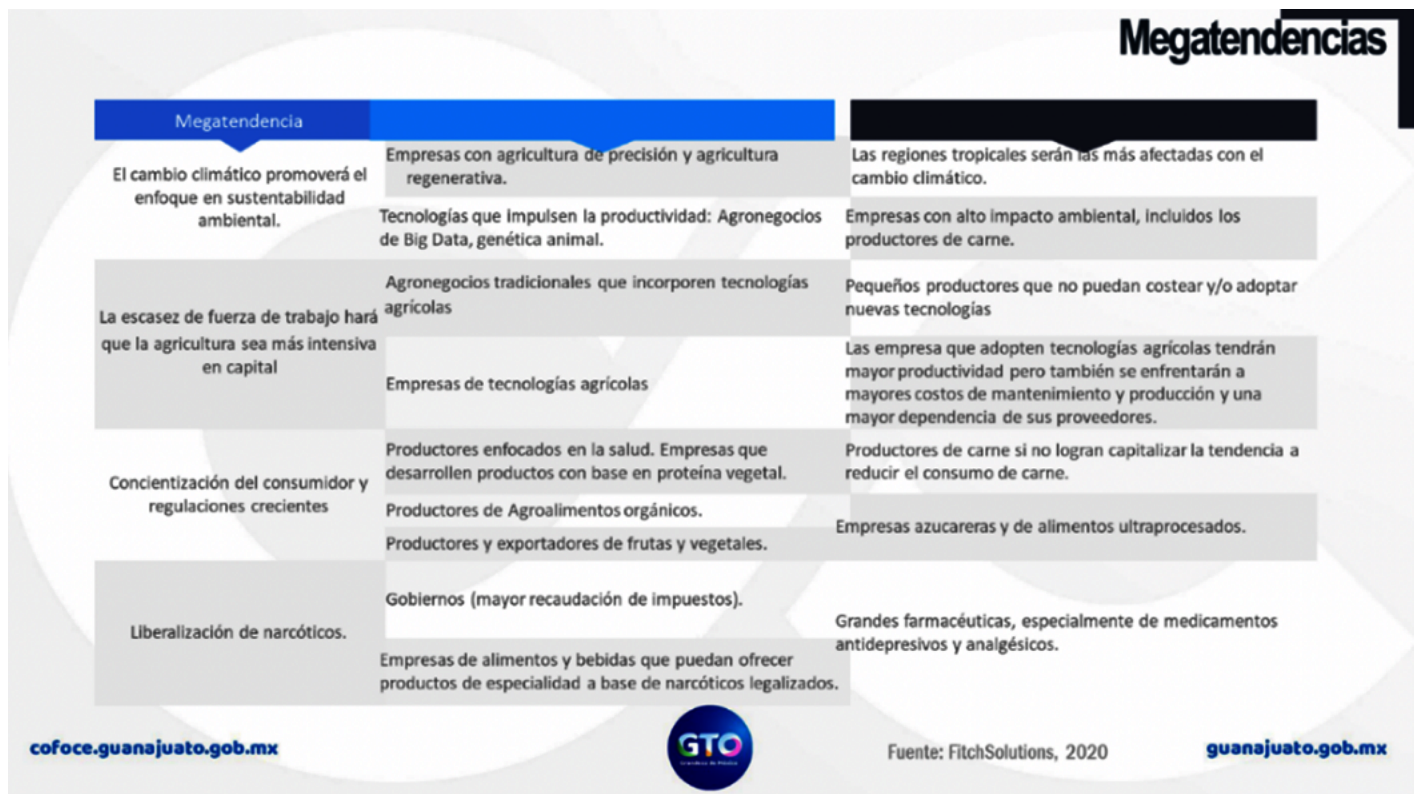 Megatendencias
Megatendencia
El cambio climático promoverá el
enfoque en sustentabilidad
ambiental.
Empresas con agricultura de precisión y agricultura
regenerativa.
Las regiones tropicales serán las más afectadas con el
cambio climático.
Tecnologías que impulsen la productividad: Agronegocios
de Big Data, genética animal.
Empresas con alto impacto ambiental, incluidos los
productores de carne.
La escasez de fuerza de trabajo hará
que la agricultura sea más intensiva
en capital
Agronegocios tradicionales que incorporen tecnologías
agrícolas
Pequeños productores que no puedan costear y/o adoptar
nuevas tecnologías
Empresas de tecnologías agrícolas
Las empresa que adopten tecnologías agrícolas tendrán
mayor productividad pero también se enfrentarán a
mayores costos de mantenimiento y producción y una
mayor dependencia de sus proveedores.
Concientización del consumidor y
regulaciones crecientes
Productores enfocados en la salud. Empresas que
desarrollen productos con base en proteína vegetal.
Productores de carne si no logran capitalizar la tendencia a
reducir el consumo de carne.
Productores de Agroalimentos orgánicos.
Productores y exportadores de frutas y vegetales.
Empresas azucareras y de alimentos ultraprocesados.
Liberalización de narcóticos.
Gobiernos (mayor recaudación de impuestos).
Empresas de alimentos y bebidas que puedan ofrecer
productos de especialidad a base de narcóticos legalizados.
Grandes farmacéuticas, especialmente de medicamentos
antidepresivos y analgésicos.
cofoce.guanajuato.gob.mx
GTO
Grandeza de México
Fuente: FitchSolutions, 2020
guanajuato.gob.mx